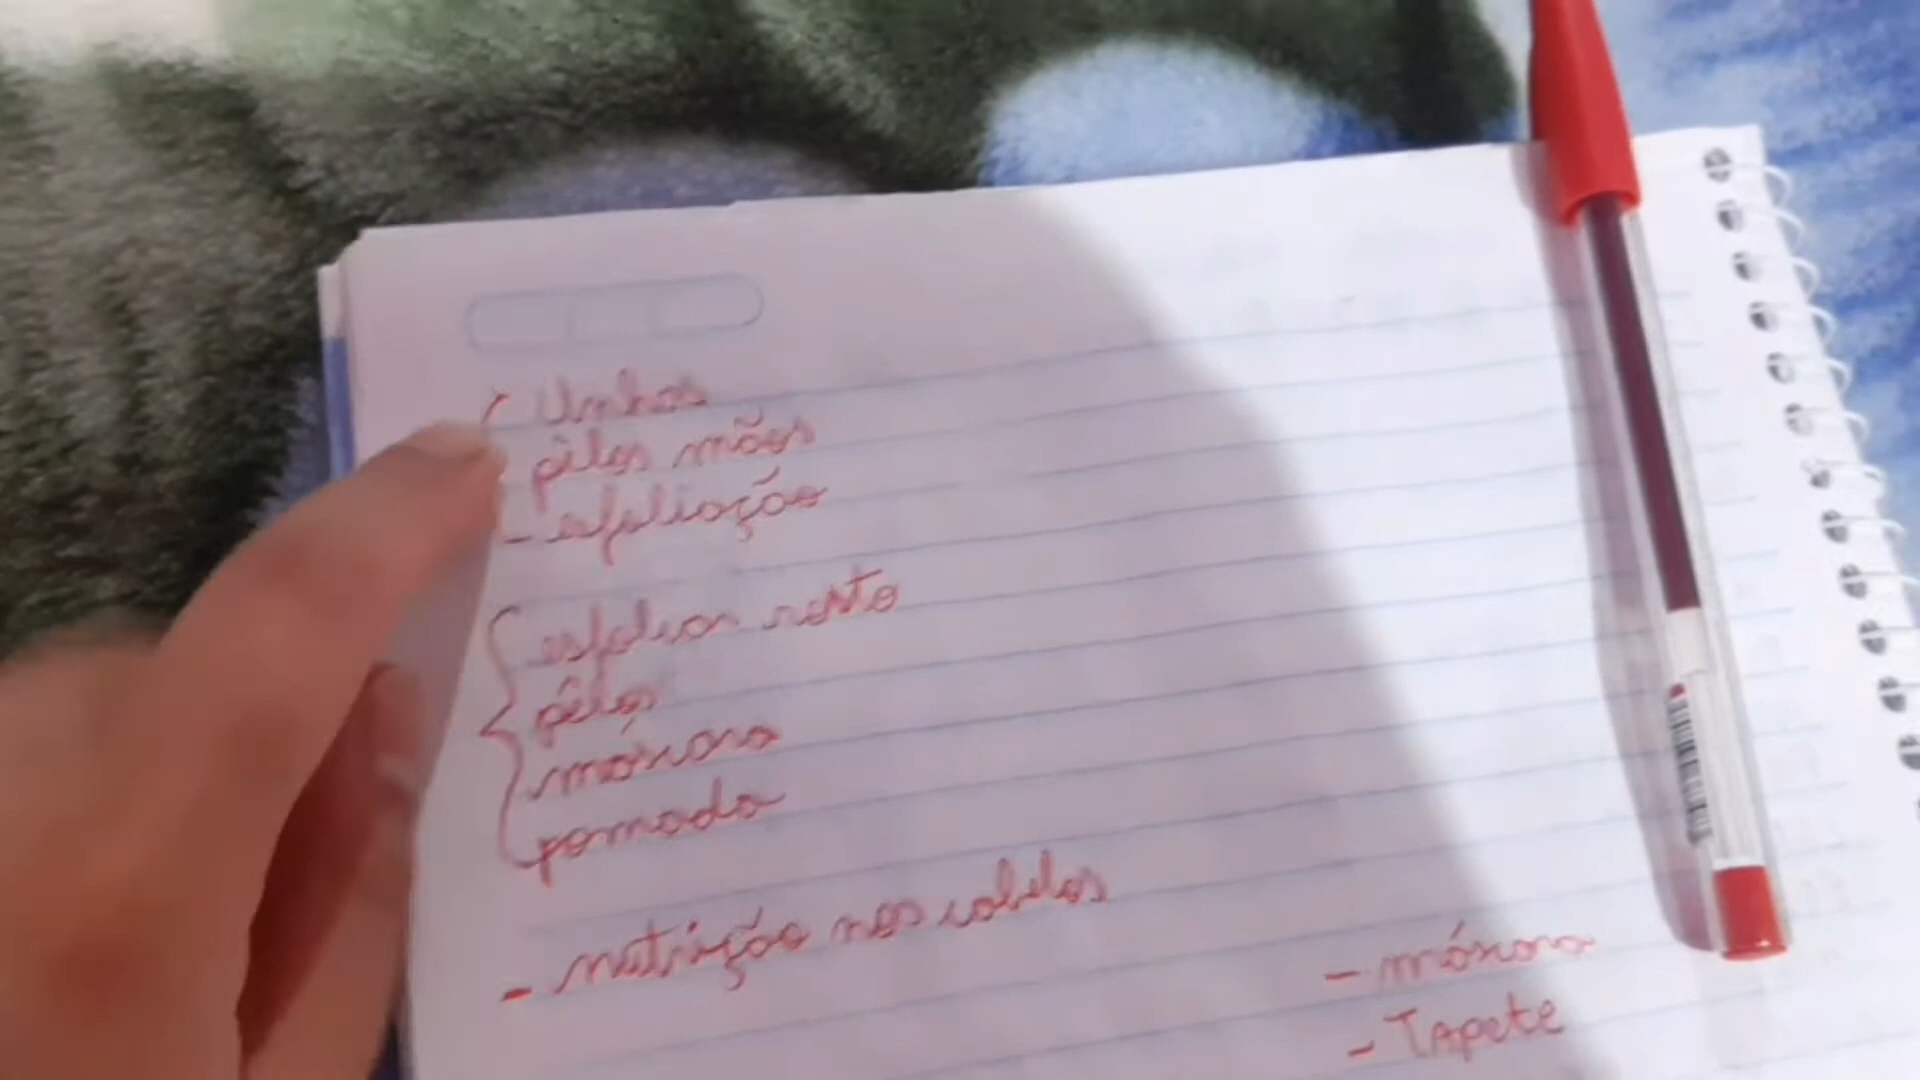 Unhas
pêlos mãos
- esfoliação
esfoliar rosto
pêlos
máscara
pomada
- nutrição nos cabelos
- máscara
- TAPete